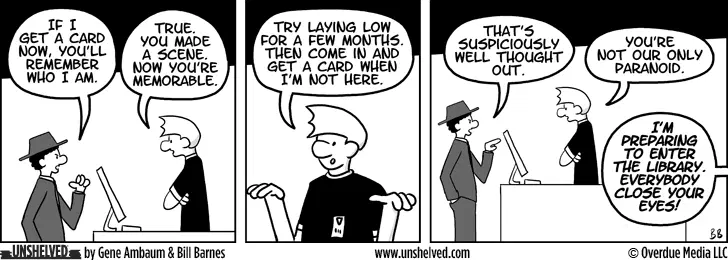 IF I
GET A CARD
NOW, YOU'LL
REMEMBER
WHO I AM.
TRUE.
YOU MADE
A SCENE.
NOW YOU'RE
MEMORABLE.
TRY LAYING LOW
FOR A FEW MONTHS.
THEN COME IN AND
GET A CARD WHEN
I'M NOT HERE.
THAT'S
SUSPICIOUSLY
WELL THOUGHT
OUT.
YOU'RE
NOT OUR ONLY
PARANOID.
I'M
PREPARING
TO ENTER
THE LIBRARY.
EVERYBODY
CLOSE YOUR
EYES!
UNSHELVED by Gene Ambaum & Bill Barnes
www.unshelved.com
© Overdue Media LLC